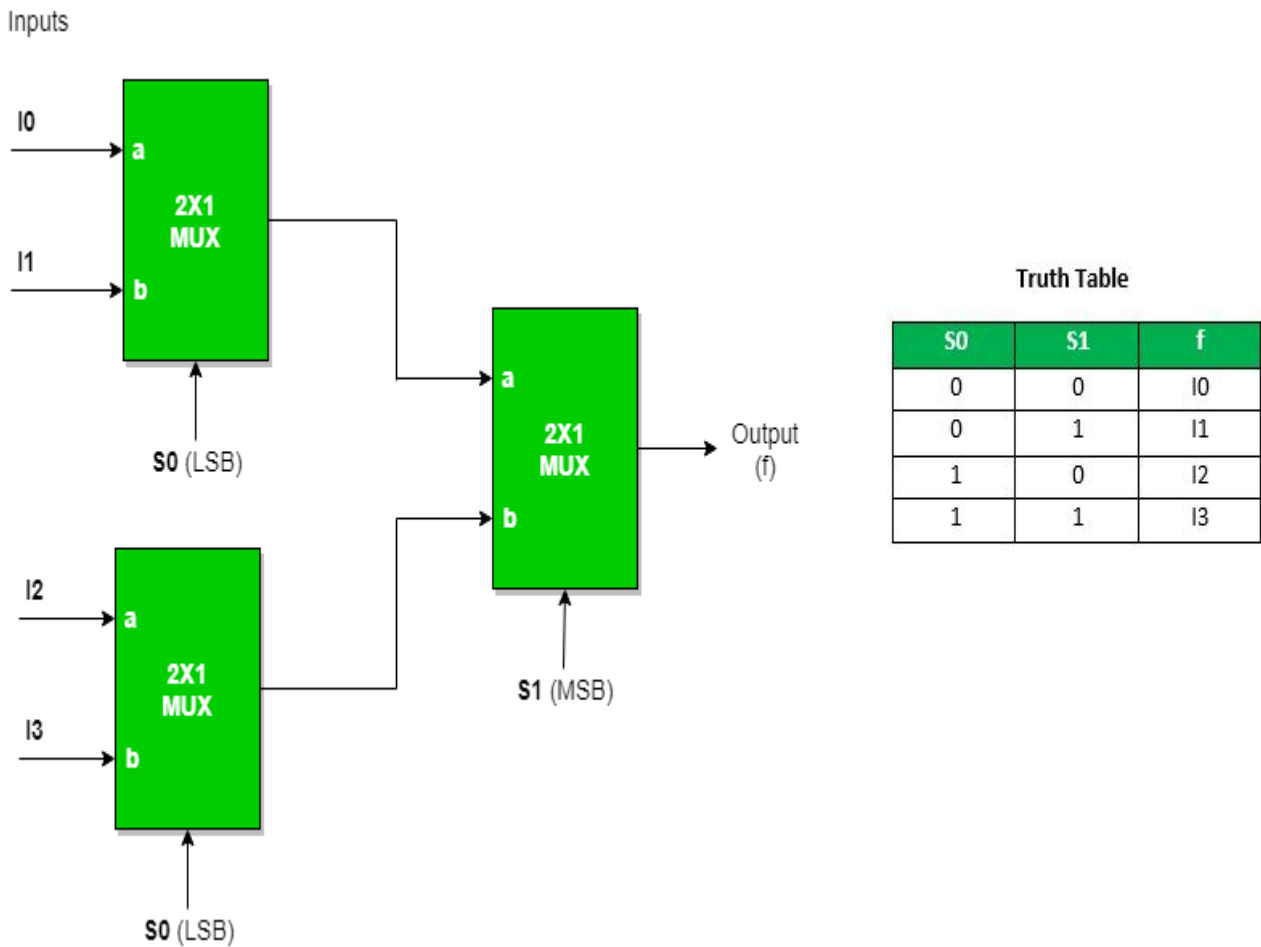 Inputs
I0
a
2X1
MUX
I1
b
S0 (LSB)
a
2X1
MUX
b
Output
(f)
S1 (MSB)
I2
a
2X1
MUX
I3
b
S0 (LSB)
Truth Table
S0 S1 f
0 0 I0
0 1 I1
1 0 I2
1 1 I3